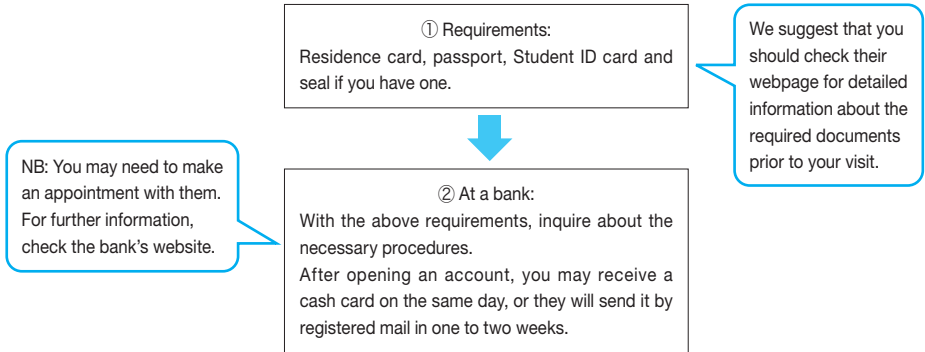 ① Requirements:
Residence card, passport, Student ID card and
seal if you have one.
We suggest that you
should check their
webpage for detailed
information about the
required documents
prior to your visit.
NB: You may need to make
an appointment with them.
For further information,
check the bank's website.
② At a bank:
With the above requirements, inquire about the
necessary procedures.
After opening an account, you may receive a
cash card on the same day, or they will send it by
registered mail in one to two weeks.